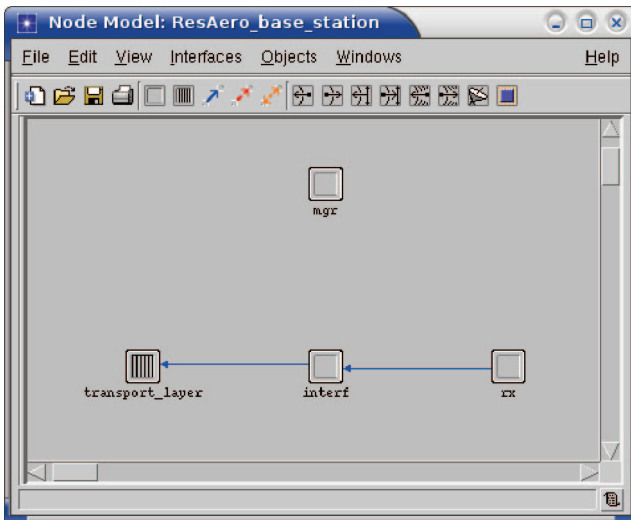 Node Model: ResAero_base_station
File Edit View Interfaces Objects Windows Help
mgr
transport_layer interf rx